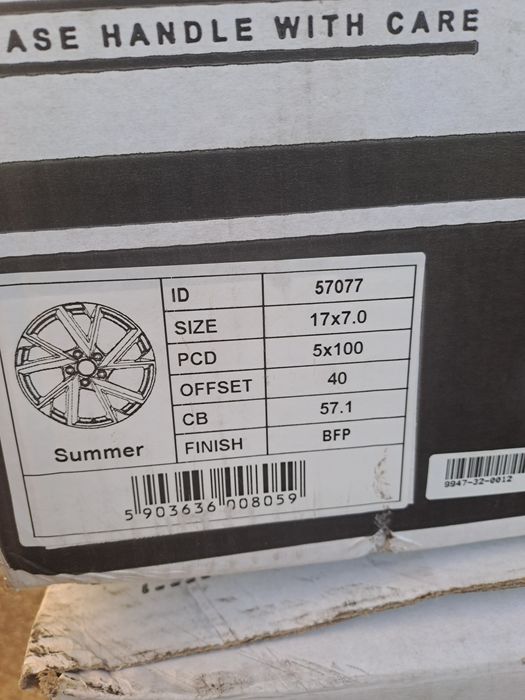 ASE HANDLE WITH CARE
ID 57077
SIZE 17x7.0
PCD 5x100
OFFSET 40
CB 57.1
FINISH BFP
Summer
5 903636 008059
9947-32-0012